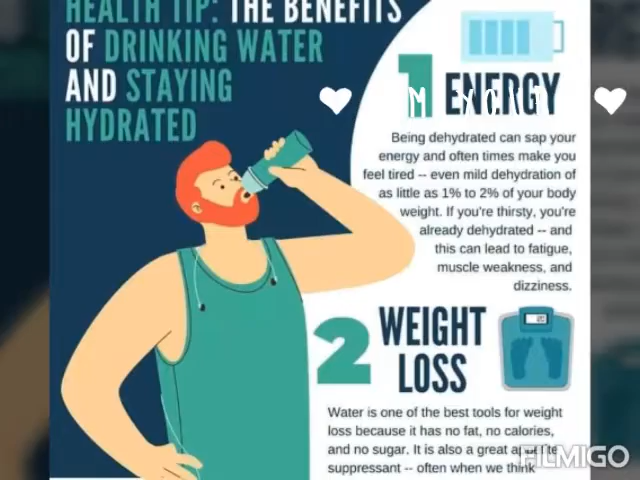 HEALTH TIP: THE BENEFITS
OF DRINKING WATER
AND STAYING
HYDRATED
1 ENERGY
Being dehydrated can sap your
energy and often times make you
feel tired -- even mild dehydration of
as little as 1% to 2% of your body
weight. If you're thirsty, you're
already dehydrated -- and
this can lead to fatigue,
muscle weakness, and
dizziness.
2 WEIGHT
LOSS
Water is one of the best tools for weight
loss because it has no fat, no calories,
and no sugar. It is also a great appetite
suppressant -- often when we think
FILMIGO